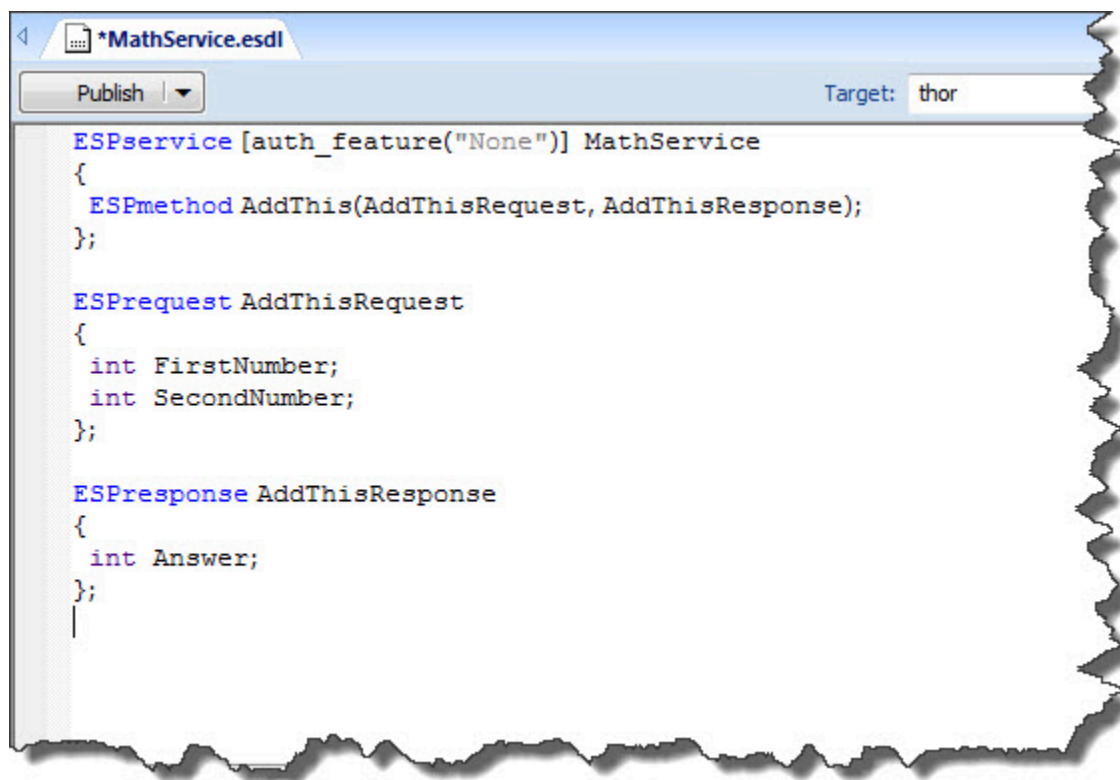 *MathService.esdl
Publish
Target: thor
ESPservice [auth_feature("None")] MathService
{
ESPmethod AddThis(AddThisRequest, AddThisResponse);
};
ESPrequest AddThisRequest
{
int FirstNumber;
int SecondNumber;
};
ESPresponse AddThisResponse
{
int Answer;
};